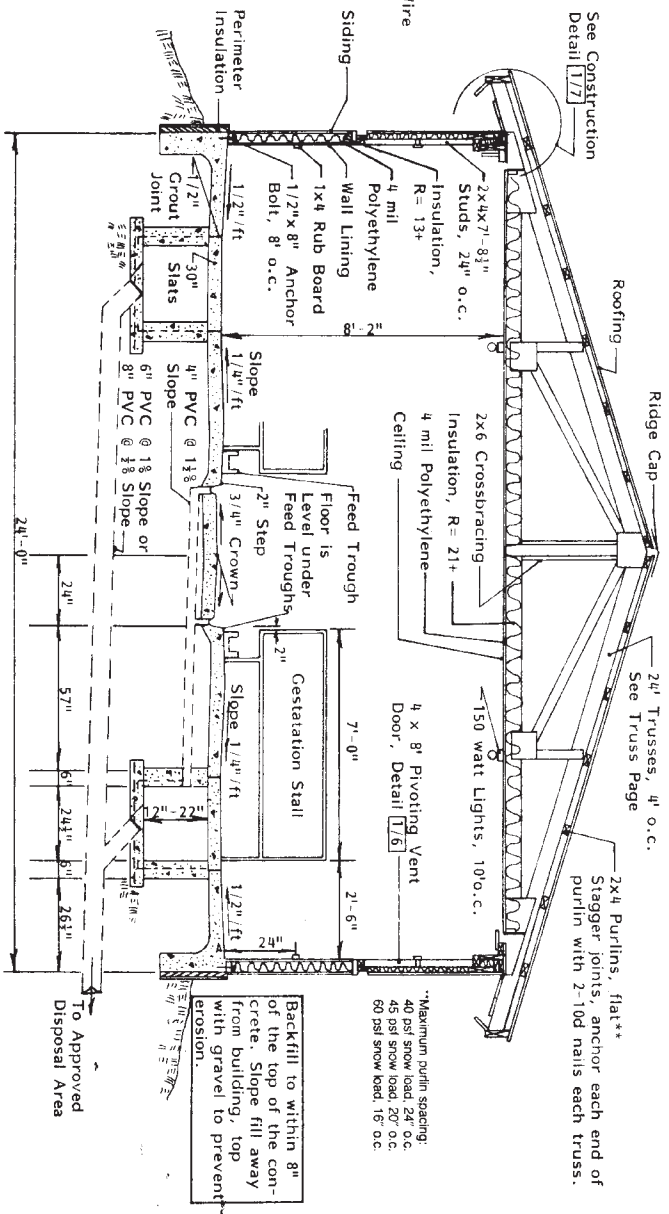 See Construction
Detail 1/7
Roofing
Ridge Cap
24' Trusses, 4' o.c.
See Truss Page
2x4 Purlins, flat**
Stagger joints, anchor each end of
purlin with 2-10d nails each truss.
**Maximum purlin spacing:
40 psf snow load, 24" o.c.
45 psf snow load, 20" o.c.
60 psf snow load, 16" o.c.
2x6 Crossbracing
Insulation, R= 21+
4 mil Polyethylene
Ceiling
150 watt Lights, 10'o.c.
4 x 8' Pivoting Vent
Door, Detail 1/6
Wire
Siding
Perimeter
Insulation
2x4x7'-8½"
Studs, 24" o.c.
Insulation,
R= 13+
4 mil
Polyethylene
Wall Lining
1x4 Rub Board
1/2"x8" Anchor
Bolt, 8' o.c.
8'-2"
1/2"/ft
1/2"
Grout
Joint
30"
Slats
Slope
1/4"/ft
4" PVC @ 1½%
Slope
6" PVC @ 1% Slope or
8" PVC @ ½% Slope
Feed Trough
Floor is
Level under
Feed Troughs
2" Step
3/4" Crown
2"
Gestatation Stall
7'-0"
2'-6"
Slope 1/4"/ft
12"-22"
1/2"/ft
24"
24'-0"
24"
57"
6"
24½"
6"
26½"
Backfill to within 8"
of the top of the con-
crete. Slope fill away
from building, top
with gravel to prevent
erosion.
To Approved
Disposal Area